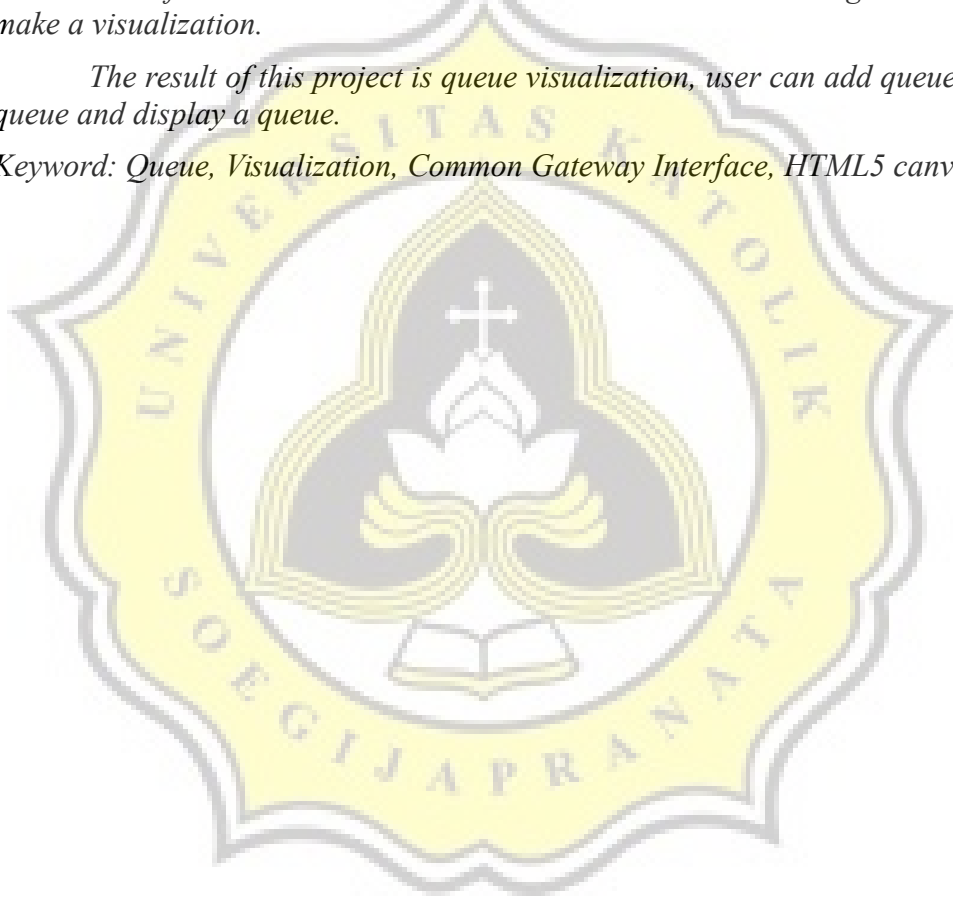 make a visualization.
The result of this project is queue visualization, user can add queue
queue and display a queue.
Keyword: Queue, Visualization, Common Gateway Interface, HTML5 canv
UNIVERSITAS KATOLIK
SOEGIJAPRANATA